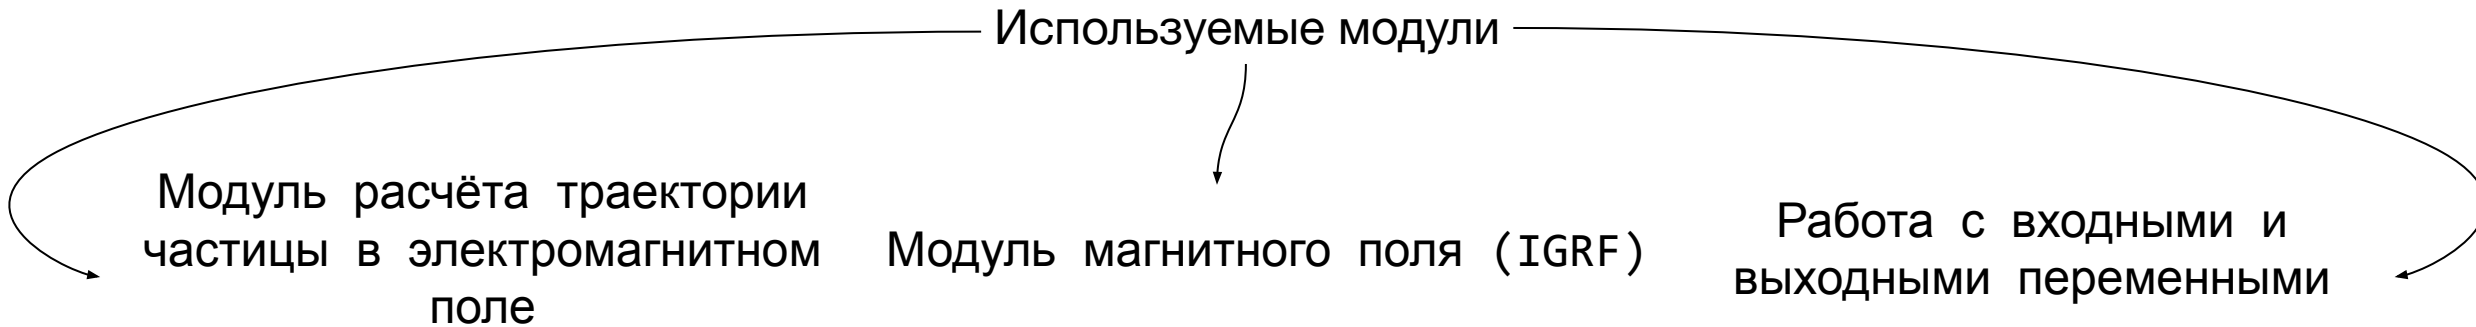 Используемые модули
Модуль расчёта траектории
частицы в электромагнитном
поле
Модуль магнитного поля (IGRF)
Работа с входными и
выходными переменными